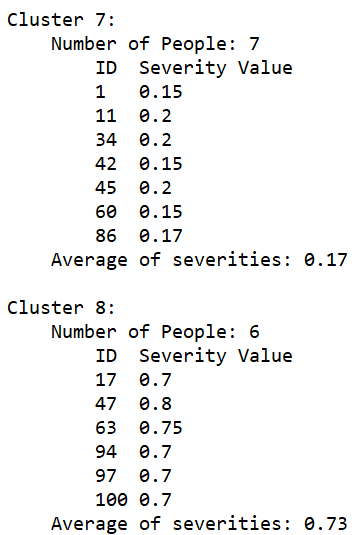 Cluster 7:
Number of People: 7
ID Severity Value
1 0.15
11 0.2
34 0.2
42 0.15
45 0.2
60 0.15
86 0.17
Average of severities: 0.17
Cluster 8:
Number of People: 6
ID Severity Value
17 0.7
47 0.8
63 0.75
94 0.7
97 0.7
100 0.7
Average of severities: 0.73